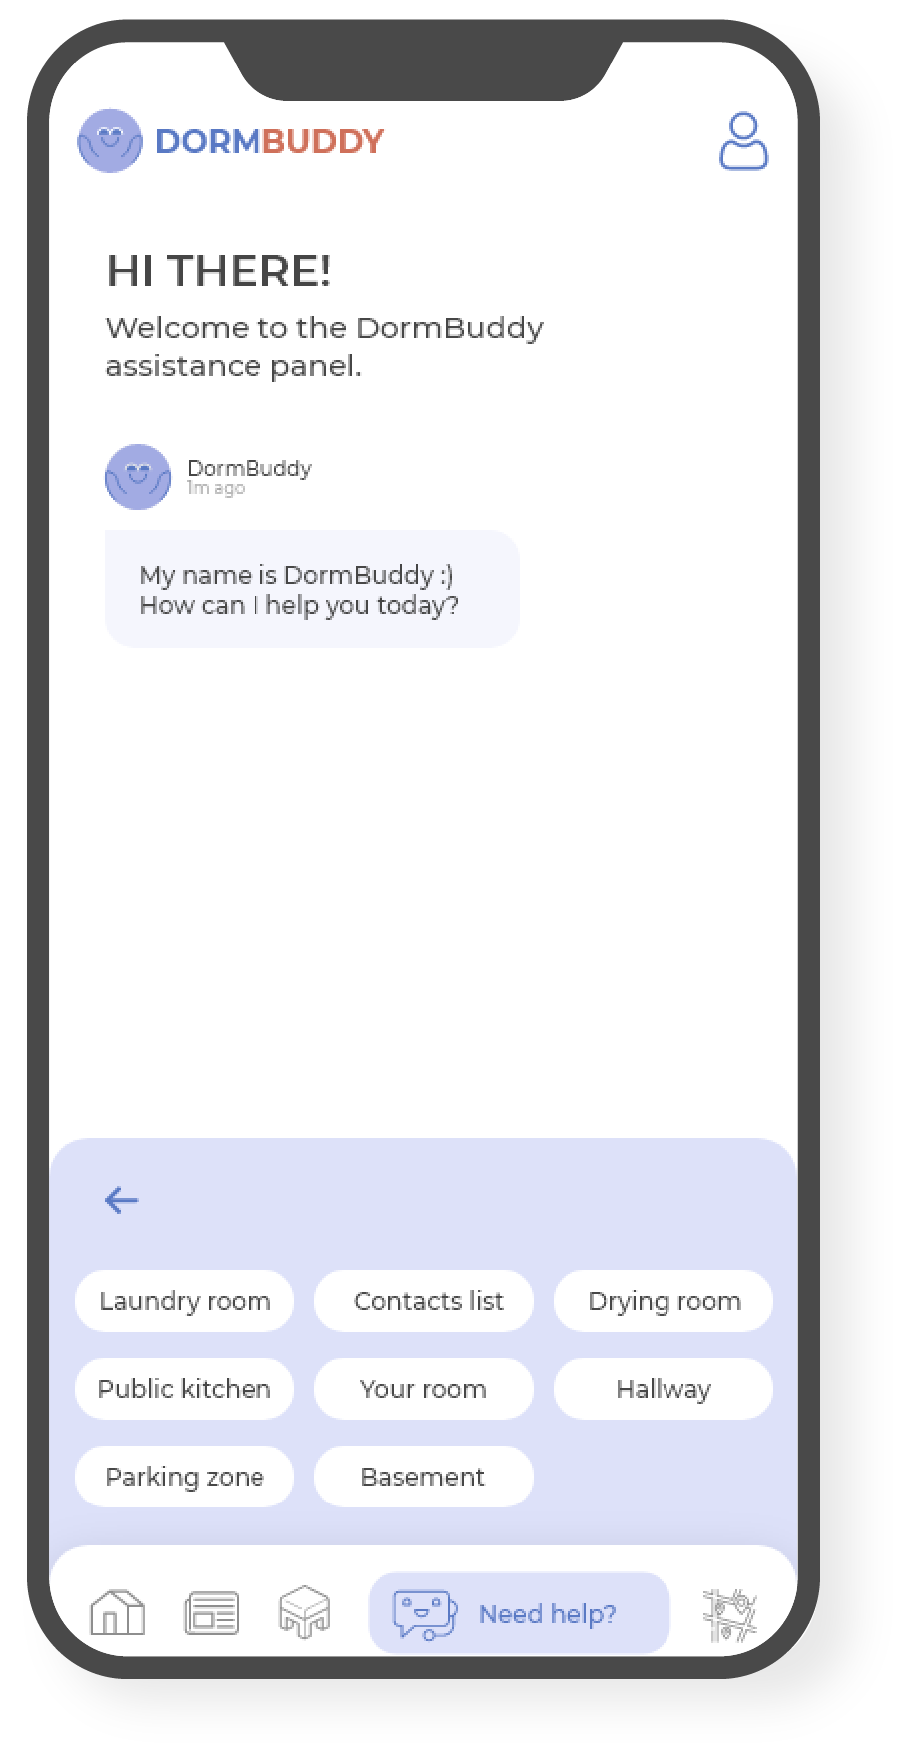 DORMBUDDY
HI THERE!
Welcome to the DormBuddy
assistance panel.
DormBuddy
1m ago
My name is DormBuddy :)
How can I help you today?
Laundry room
Contacts list
Drying room
Public kitchen
Your room
Hallway
Parking zone
Basement
Need help?